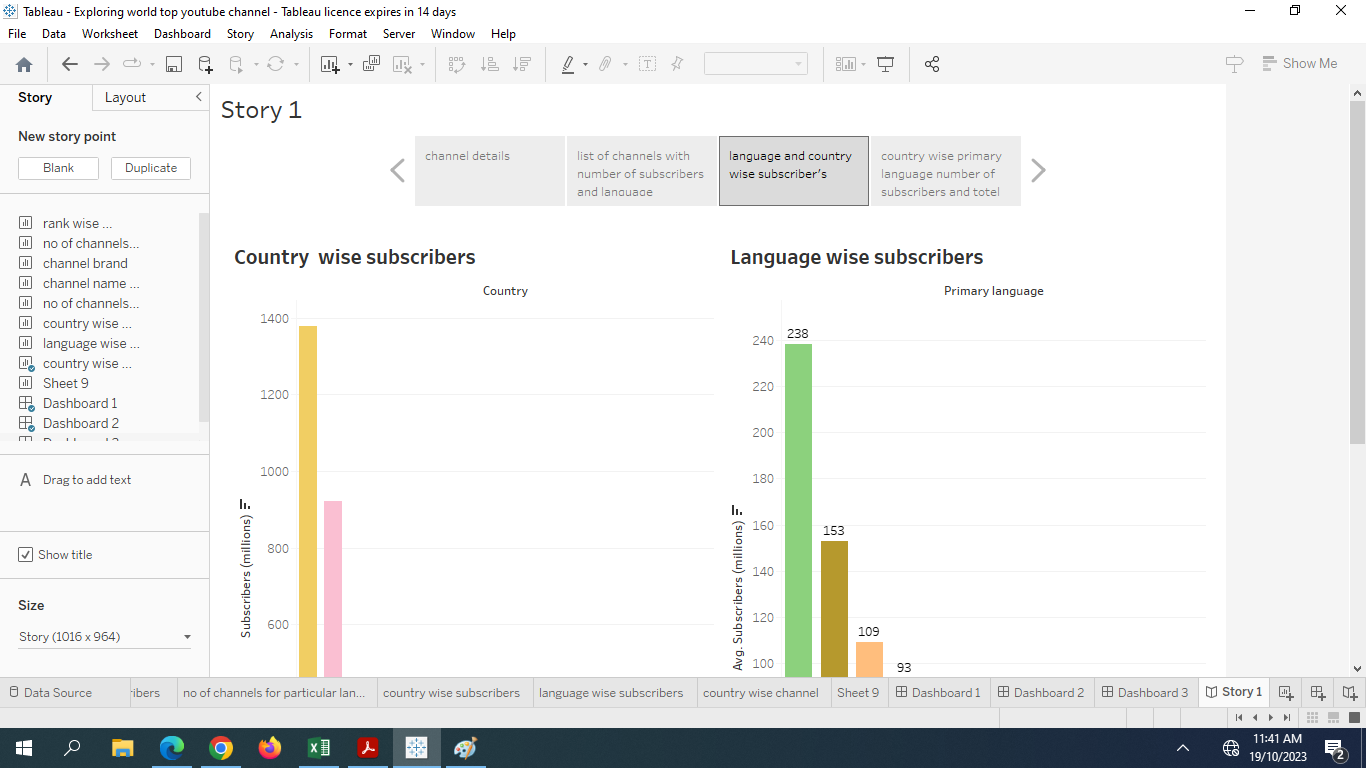 Tableau - Exploring world top youtube channel - Tableau licence expires in 14 days
File Data Worksheet Dashboard Story Analysis Format Server Window Help
Show Me
Story
Layout
New story point
Blank
Duplicate
rank wise ...
no of channels...
channel brand
channel name ...
no of channels...
country wise ...
language wise ...
country wise ...
Sheet 9
Dashboard 1
Dashboard 2
A Drag to add text
Show title
Size
Story (1016 x 964)
Story 1
channel details
list of channels with
number of subscribers
and language
language and country
wise subscriber's
country wise primary
language number of
subscribers and totel
Country wise subscribers
Country
1400
1200
1000
800
600
Subscribers (millions)
Language wise subscribers
Primary language
240
220
200
180
160
140
120
100
Avg. Subscribers (millions)
238
153
109
93
Data Source
ribers
no of channels for particular lan...
country wise subscribers
language wise subscribers
country wise channel
Sheet 9
Dashboard 1
Dashboard 2
Dashboard 3
Story 1
11:41 AM
19/10/2023
2